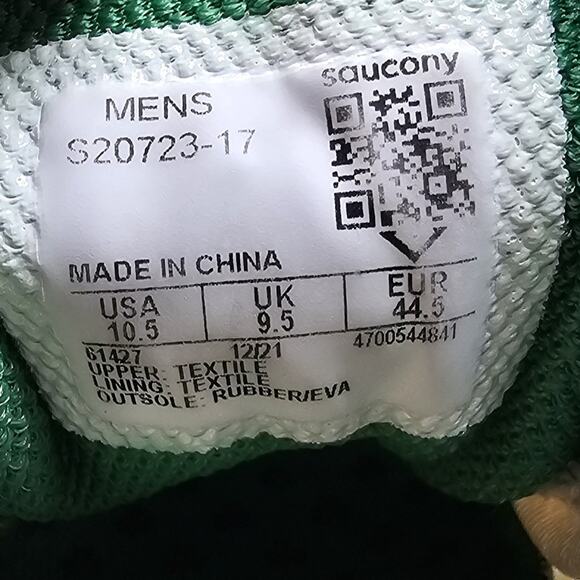 saucony
MENS
S20723-17
MADE IN CHINA
USA UK EUR
10.5 9.5 44.5
61427 12/21 4700544841
UPPER: TEXTILE
LINING: TEXTILE
OUTSOLE: RUBBER/EVA